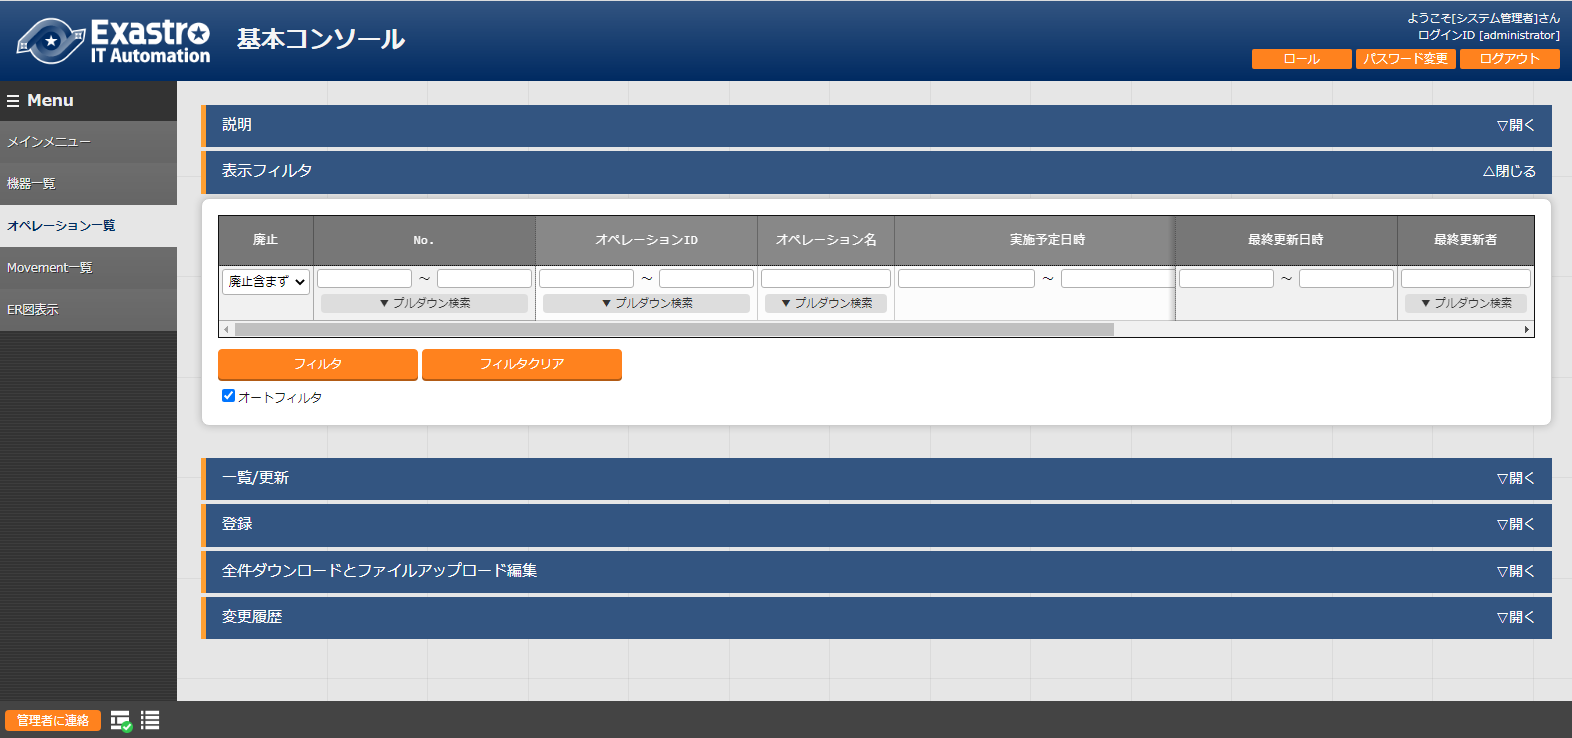 Exastro
IT Automation
基本コンソール
ようこそ[システム管理者]さん
ログインID [administrator]
ロール
パスワード変更
ログアウト
Menu
メインメニュー
機器一覧
オペレーション一覧
Movement一覧
ER図表示
説明
▽開く
表示フィルタ
△閉じる
廃止
No.
オペレーションID
オペレーション名
実施予定日時
最終更新日時
最終更新者
廃止含まず
～
～
～
～
▼ プルダウン検索
▼ プルダウン検索
▼ プルダウン検索
▼ プルダウン検索
フィルタ
フィルタクリア
オートフィルタ
一覧/更新
▽開く
登録
▽開く
全件ダウンロードとファイルアップロード編集
▽開く
変更履歴
▽開く
管理者に連絡